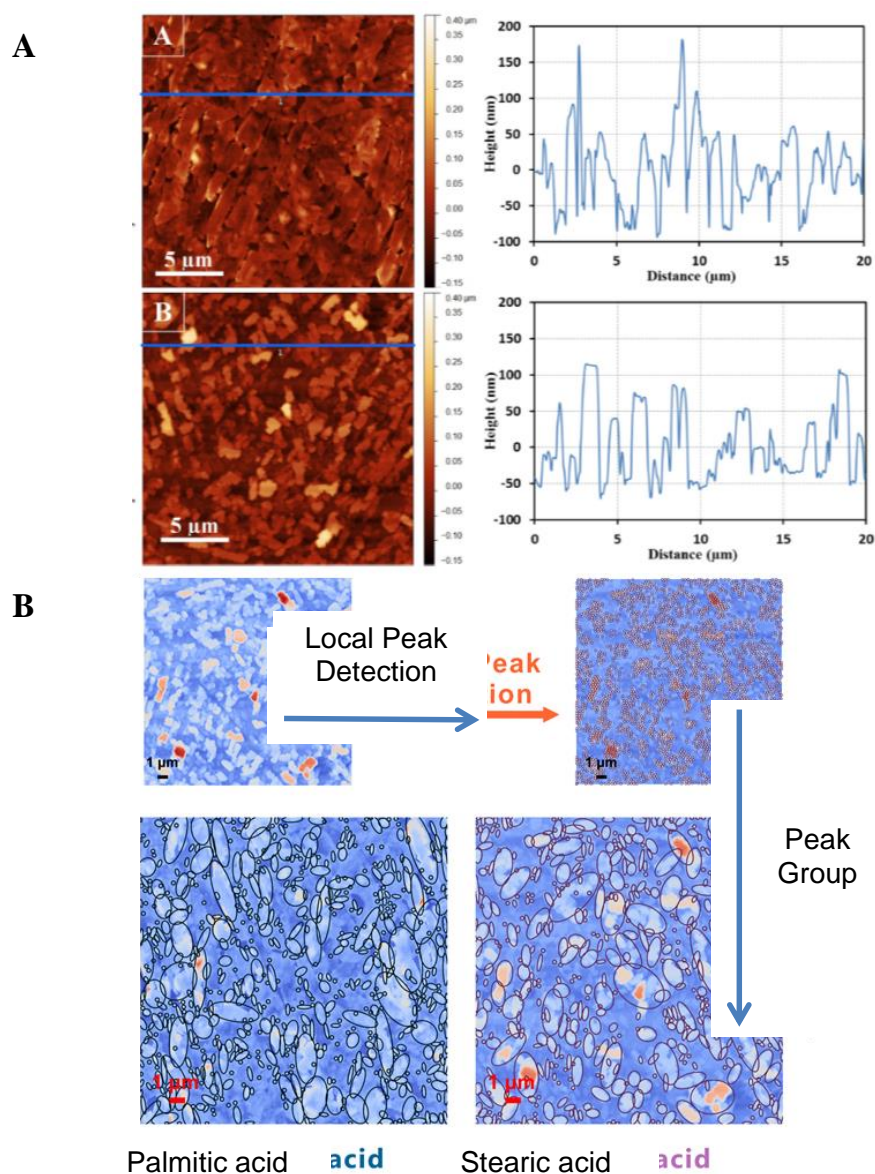 A
A
0.40 µm
0.35
0.30
0.25
0.20
0.15
0.10
0.05
0.00
−0.05
−0.15
1
5 µm
200
150
100
50
0
-50
-100
Height (nm)
0
5
10
15
20
Distance (µm)
B
0.40 µm
0.35
0.30
0.25
0.20
0.15
0.10
0.05
0.00
−0.05
−0.15
1
5 µm
200
150
100
50
0
-50
-100
Height (nm)
0
5
10
15
20
Distance (µm)
B
Local Peak
Detection
Peak
ion
1 µm
1 µm
Peak
Group
1 µm
1 µm
Palmitic acid
acid
Stearic acid
acid